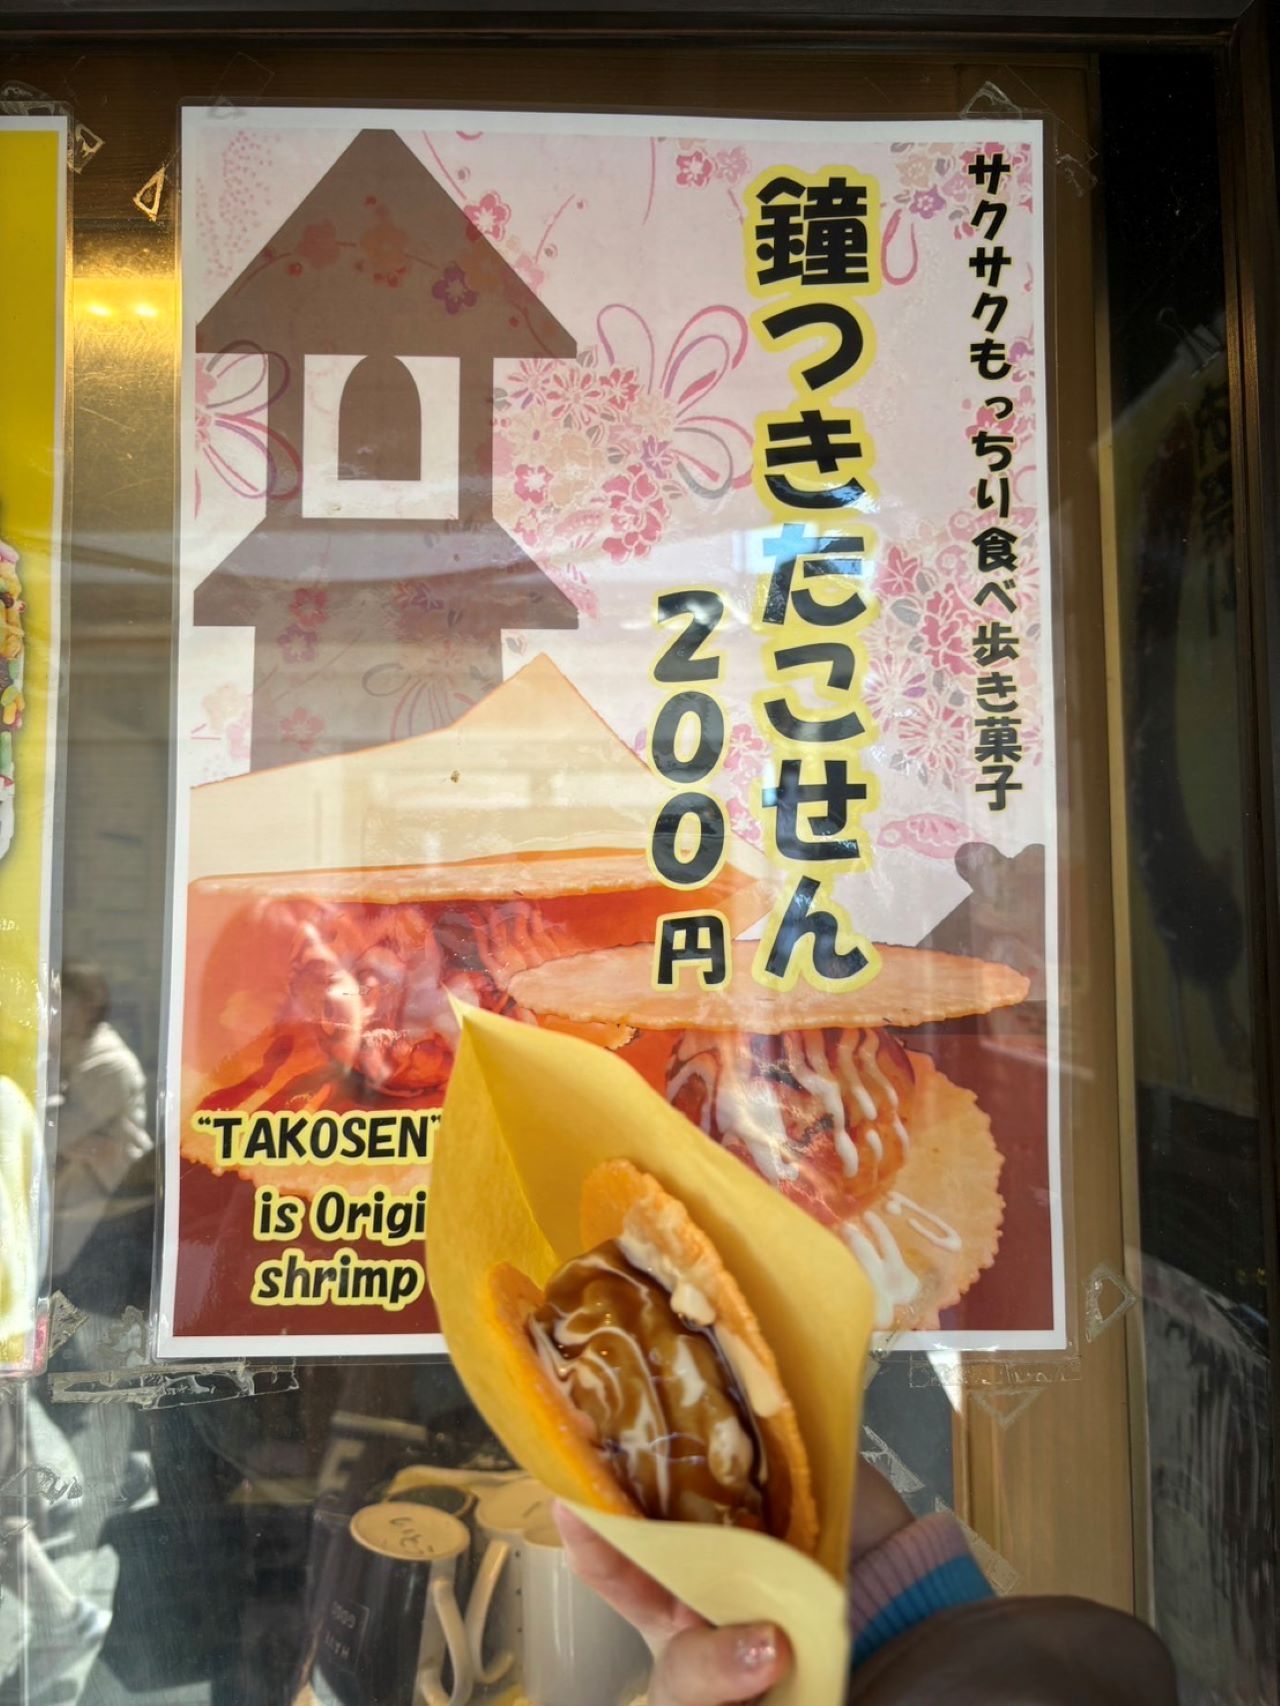 サクサクもっちり食べ歩き菓子
鐘つきたこせん
200円
"TAKOSEN"
is Origi
shrimp